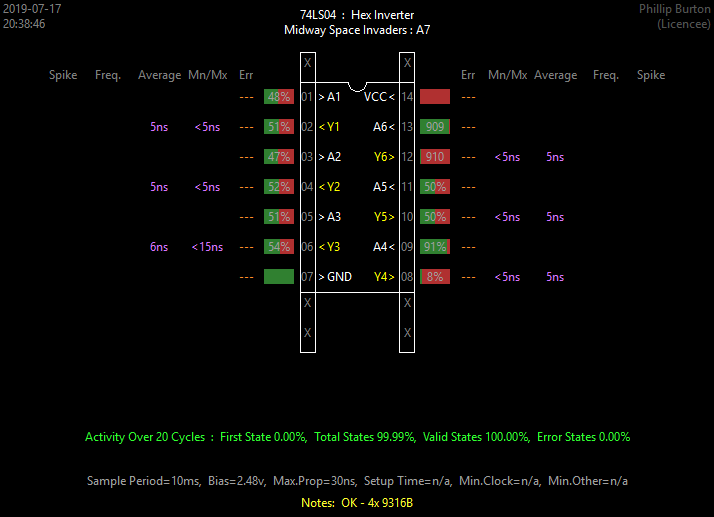 2019-07-17 74LS04 : Hex Inverter Phillip Burton
20:38:46 Midway Space Invaders : A7 (Licencee)
X X
Spike Freq. Average Mn/Mx Err Err Mn/Mx Average Freq. Spike
--- 48% 01 >A1 VCC< 14 ---
5ns <5ns --- 51% 02 <Y1 A6< 13 909 ---
--- 47% 03 >A2 Y6> 12 910 --- <5ns 5ns
5ns <5ns --- 52% 04 <Y2 A5< 11 50% ---
--- 51% 05 >A3 Y5> 10 50% --- <5ns 5ns
6ns <15ns --- 54% 06 <Y3 A4< 09 91% ---
--- 07 >GND Y4> 08 8% --- <5ns 5ns
X X
X X
Activity Over 20 Cycles : First State 0.00%, Total States 99.99%, Valid States 100.00%, Error States 0.00%
Sample Period=10ms, Bias=2.48v, Max.Prop=30ns, Setup Time=n/a, Min.Clock=n/a, Min.Other=n/a
Notes: OK - 4x 9316B